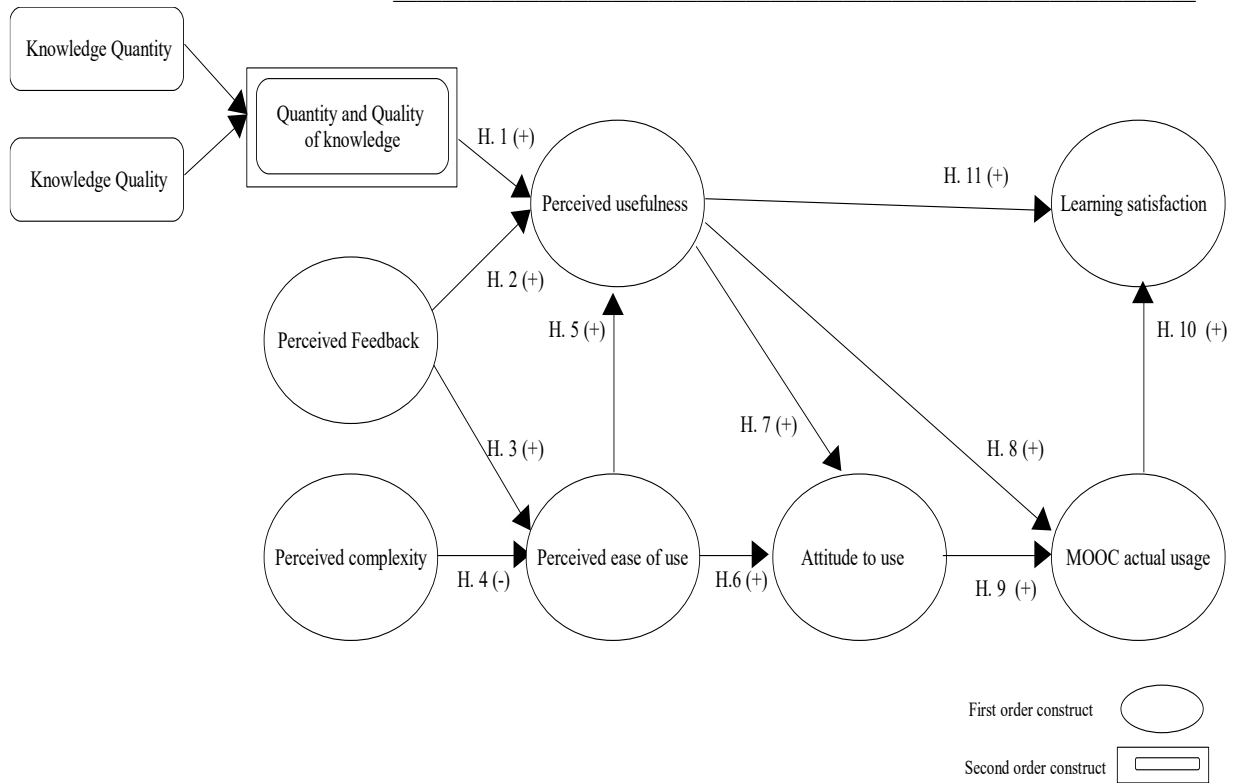 Knowledge Quantity
Quantity and Quality
of knowledge
H. 1 (+)
Knowledge Quality
H. 11 (+)
Perceived usefulness
Learning satisfaction
H. 2 (+)
H. 5 (+)
H. 10 (+)
Perceived Feedback
H. 7 (+)
H. 3 (+)
H. 8 (+)
Perceived complexity
Perceived ease of use
Attitude to use
MOOC actual usage
H. 4 (-)
H.6 (+)
H. 9 (+)
First order construct
Second order construct